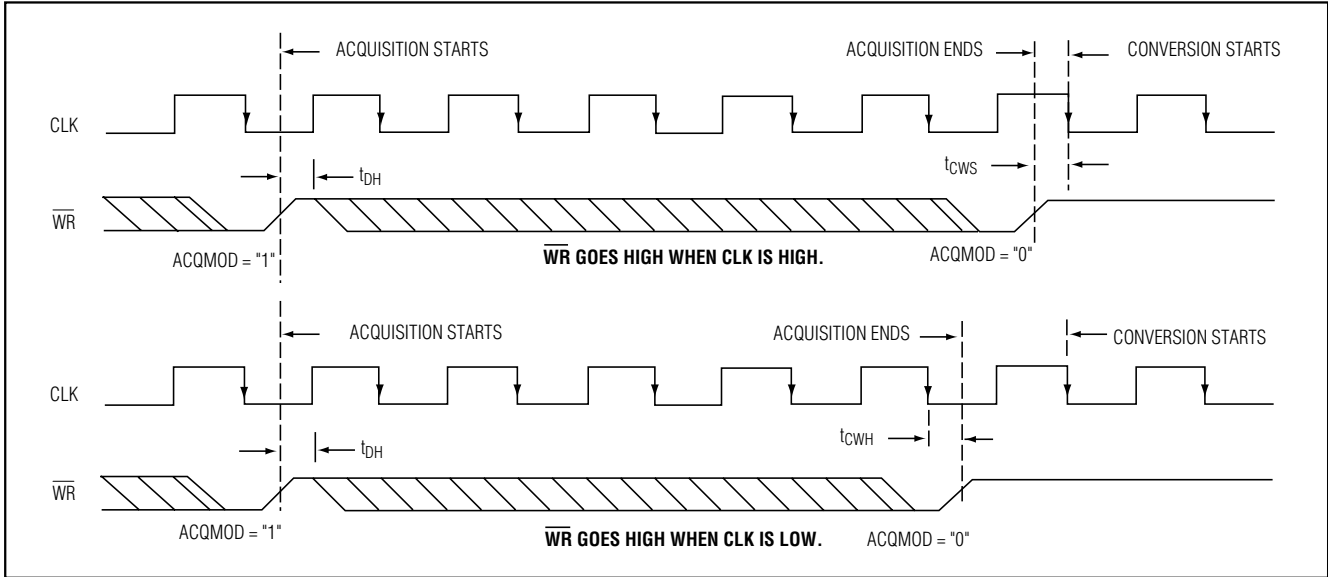 ACQUISITION STARTS
ACQUISITION ENDS
CONVERSION STARTS
CLK
tCWS
tDH
WR
ACQMOD = "1"
WR GOES HIGH WHEN CLK IS HIGH.
ACQMOD = "0"
ACQUISITION STARTS
ACQUISITION ENDS
CONVERSION STARTS
CLK
tCWH
tDH
WR
ACQMOD = "1"
WR GOES HIGH WHEN CLK IS LOW.
ACQMOD = "0"